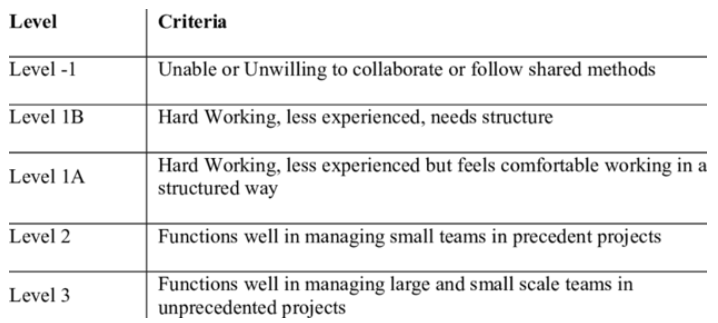 Level Criteria
Level -1 Unable or Unwilling to collaborate or follow shared methods
Level 1B Hard Working, less experienced, needs structure
Level 1A Hard Working, less experienced but feels comfortable working in a
structured way
Level 2 Functions well in managing small teams in precedent projects
Level 3 Functions well in managing large and small scale teams in
unprecedented projects